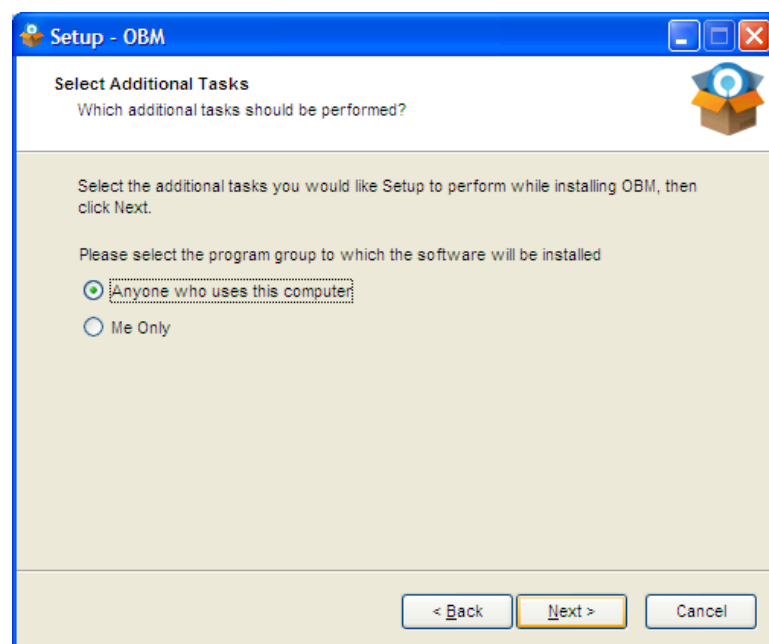 Setup - OBM
Select Additional Tasks
Which additional tasks should be performed?
Select the additional tasks you would like Setup to perform while installing OBM, then
click Next.
Please select the program group to which the software will be installed
Anyone who uses this computer
Me Only
< Back
Next >
Cancel